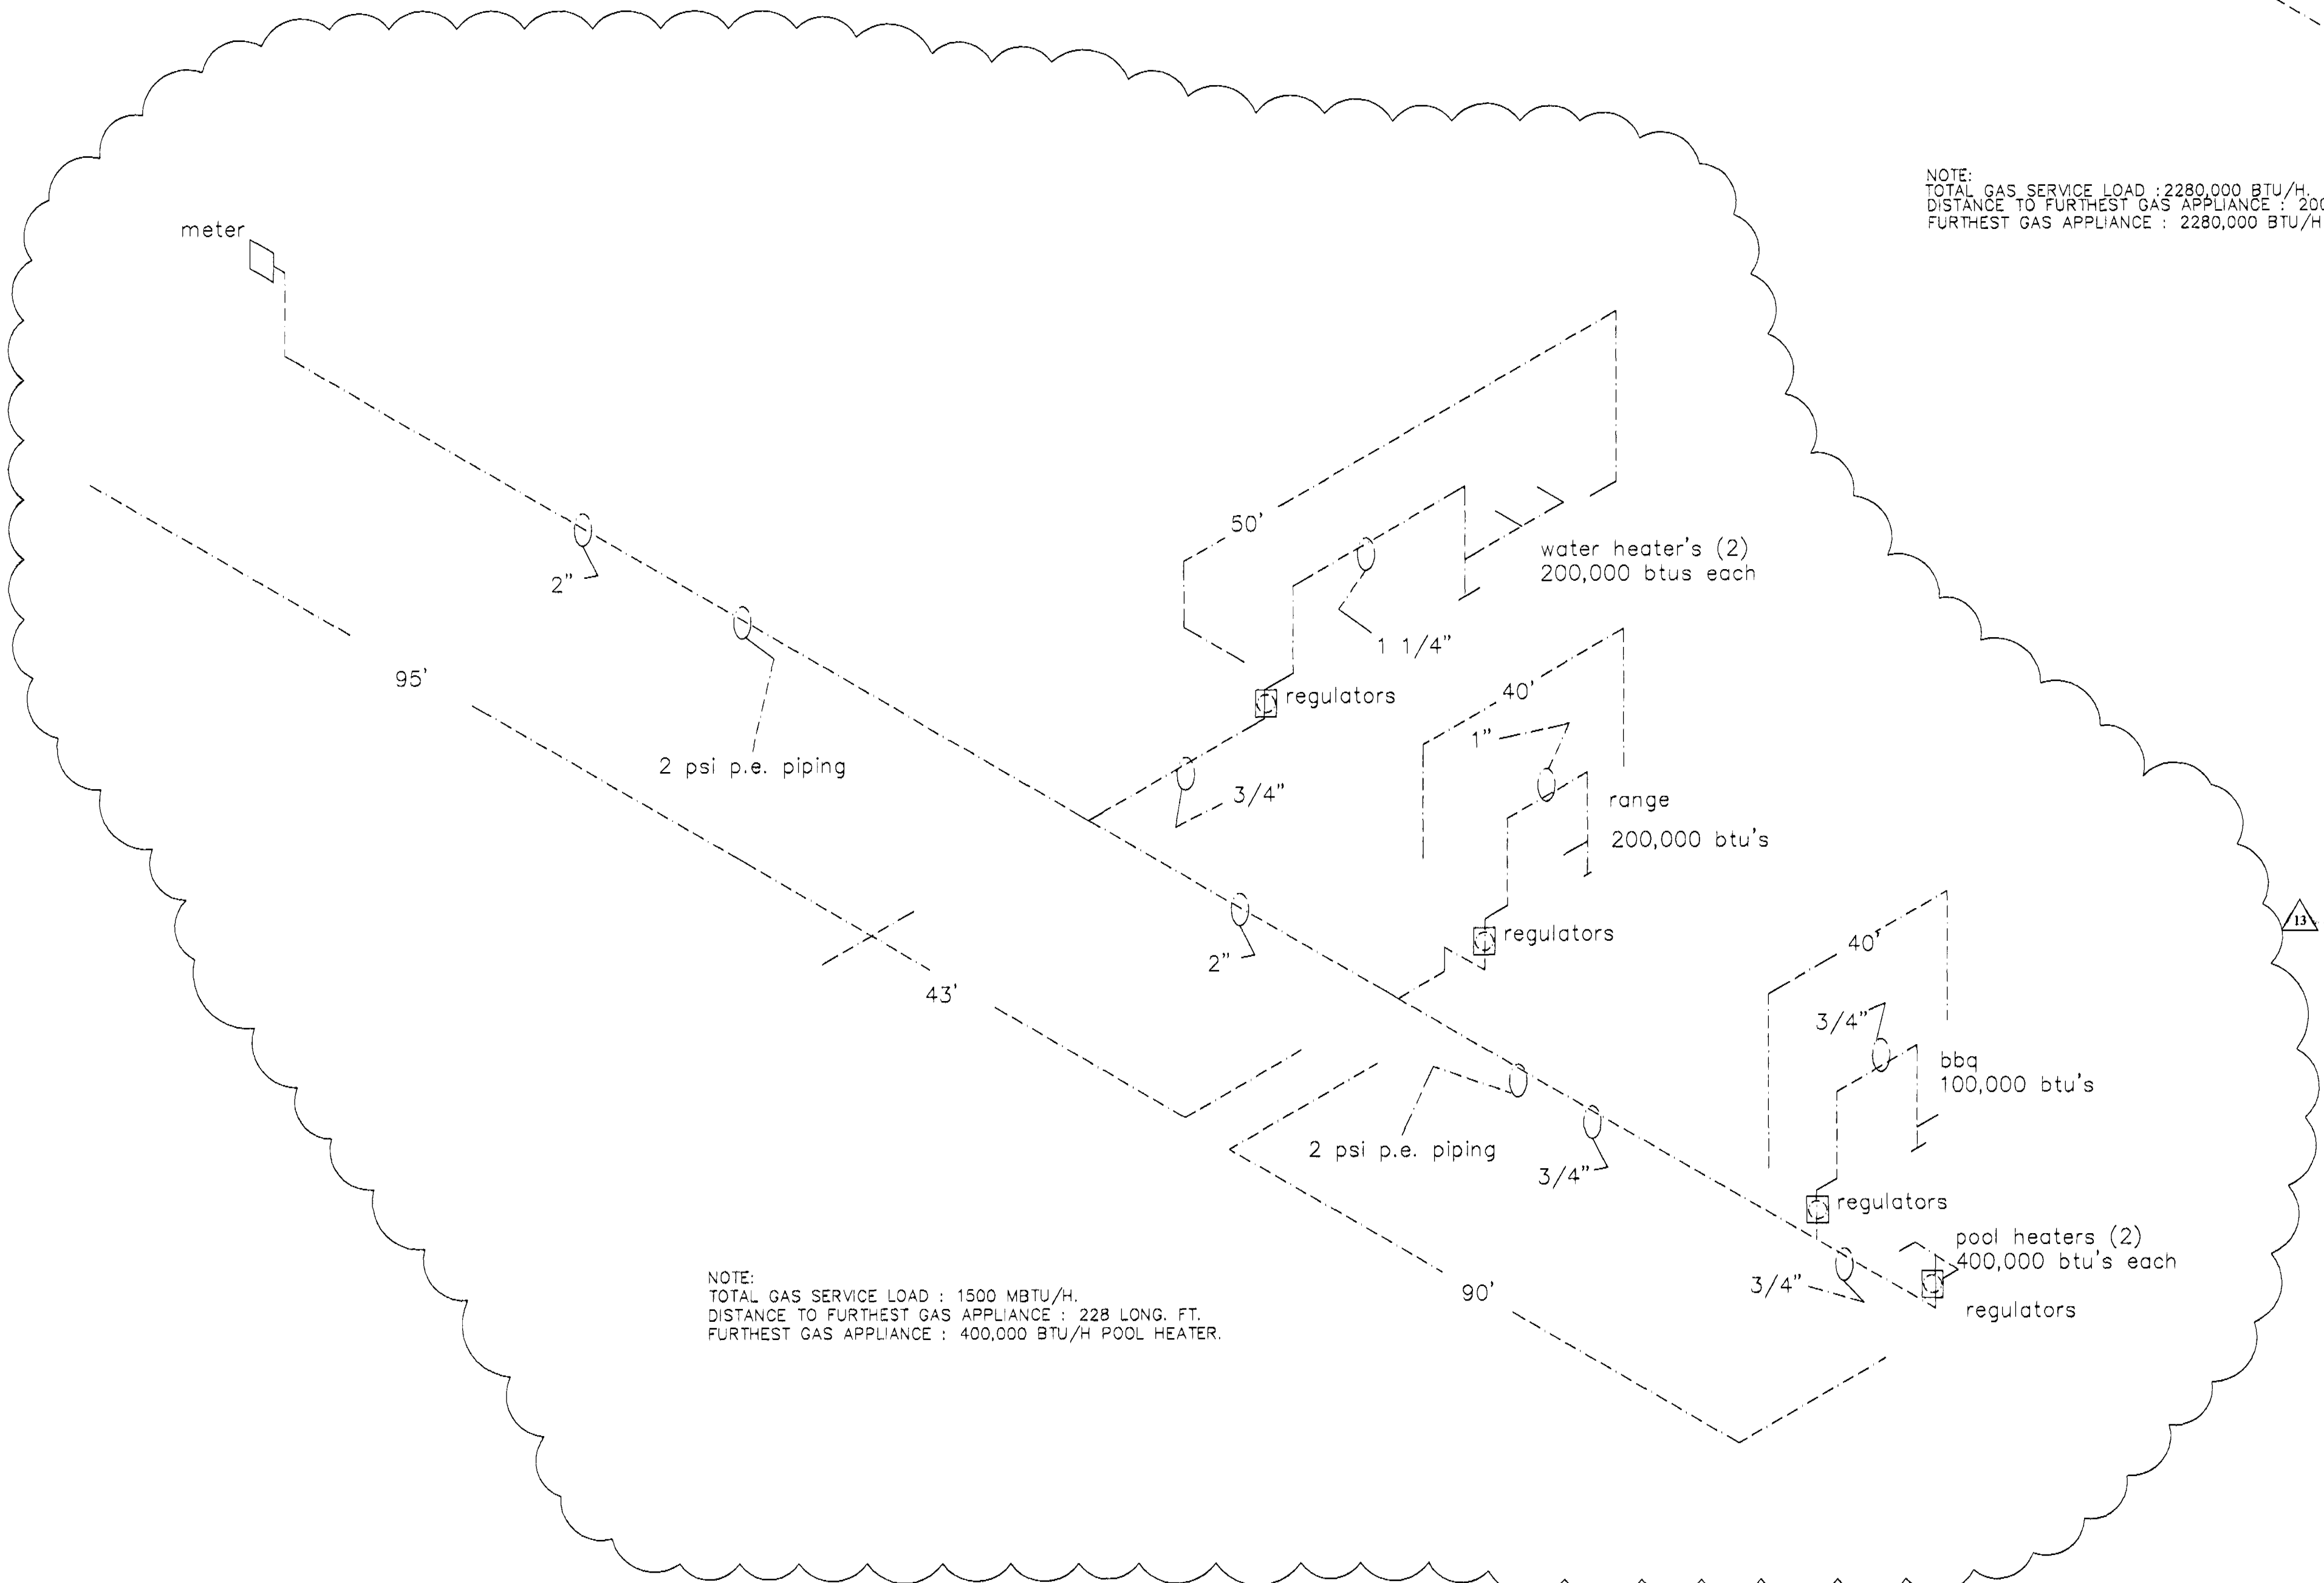 meter
NOTE:
TOTAL GAS SERVICE LOAD :2280,000 BTU/H.
DISTANCE TO FURTHEST GAS APPLIANCE : 200
FURTHEST GAS APPLIANCE : 2280,000 BTU/H
50'
water heater's (2)
200,000 btus each
2"
1 1/4"
95'
regulators
40'
1"
2 psi p.e. piping
3/4"
range
200,000 btu's
13
regulators
40'
2"
43'
3/4"
bbq
100,000 btu's
2 psi p.e. piping
3/4"
regulators
pool heaters (2)
400,000 btu's each
3/4"
regulators
90'
NOTE:
TOTAL GAS SERVICE LOAD : 1500 MBTU/H.
DISTANCE TO FURTHEST GAS APPLIANCE : 228 LONG. FT.
FURTHEST GAS APPLIANCE : 400,000 BTU/H POOL HEATER.